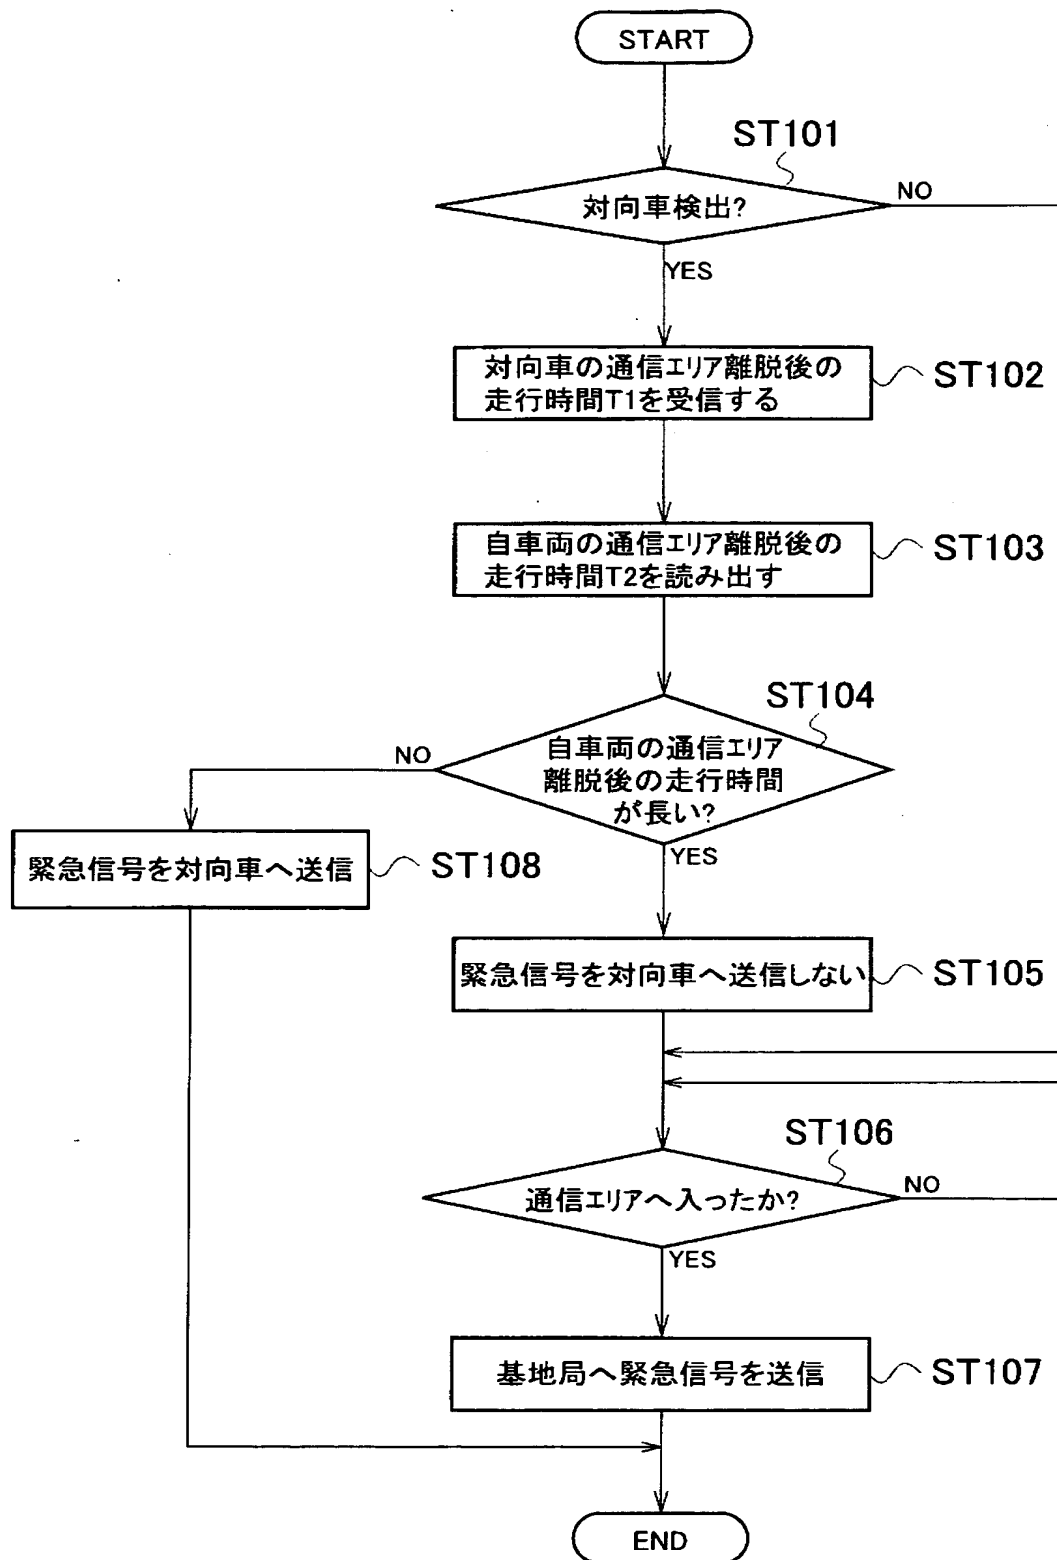 START
ST101
対向車検出?
NO
YES
対向車の通信エリア離脱後の
走行時間T1を受信する
ST102
自車両の通信エリア離脱後の
走行時間T2を読み出す
ST103
ST104
自車両の通信エリア
離脱後の走行時間
が長い?
NO
YES
緊急信号を対向車へ送信
ST108
緊急信号を対向車へ送信しない
ST105
ST106
通信エリアへ入ったか?
NO
YES
基地局へ緊急信号を送信
ST107
END